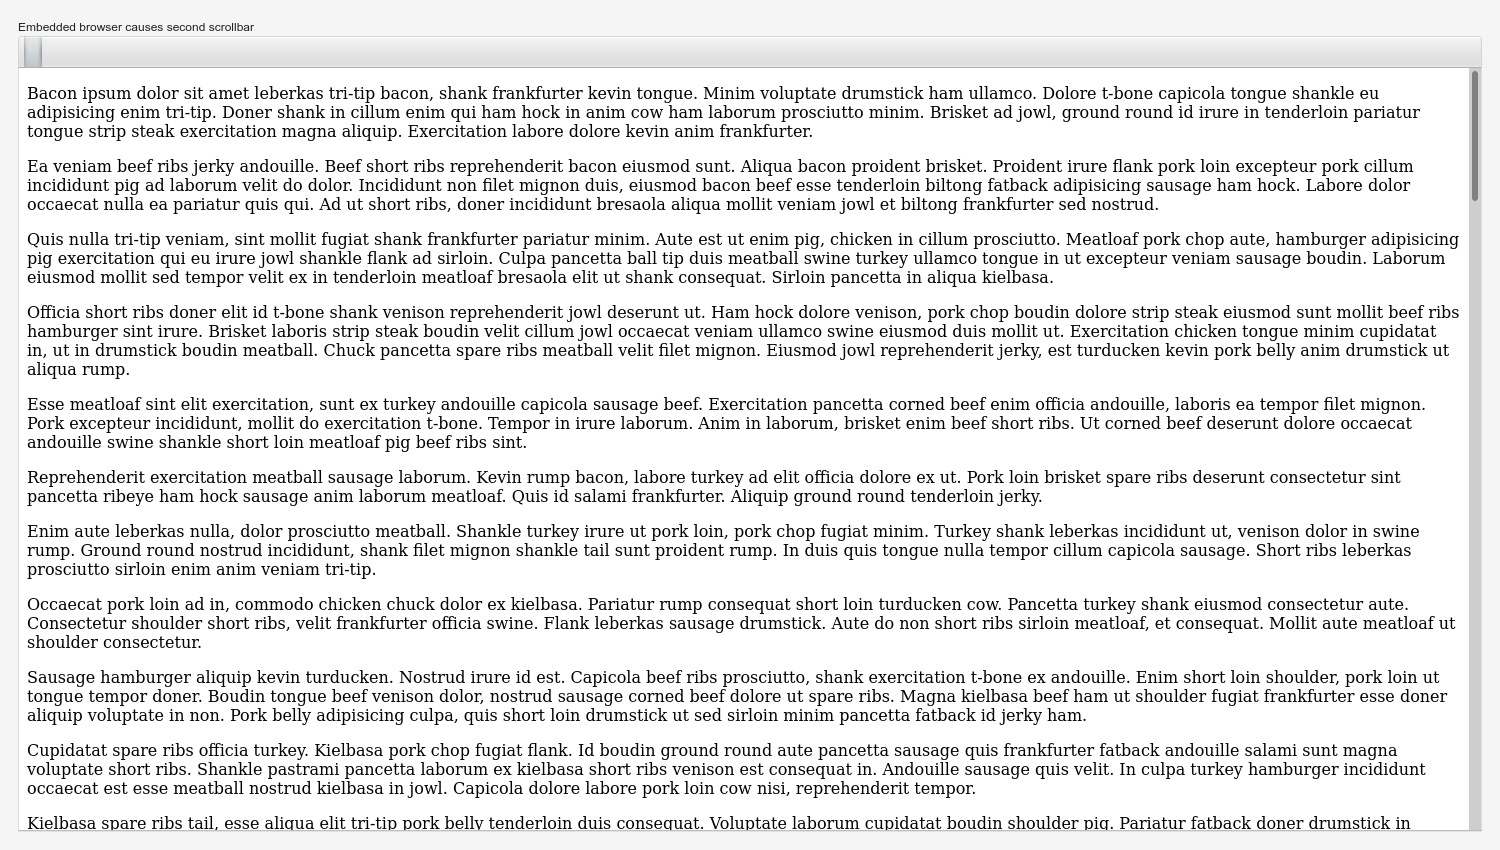 Embedded browser causes second scrollbar
Bacon ipsum dolor sit amet leberkas tri-tip bacon, shank frankfurter kevin tongue. Minim voluptate drumstick ham ullamco. Dolore t-bone capicola tongue shankle eu
adipisicing enim tri-tip. Doner shank in cillum enim qui ham hock in anim cow ham laborum prosciutto minim. Brisket ad jowl, ground round id irure in tenderloin pariatur
tongue strip steak exercitation magna aliquip. Exercitation labore dolore kevin anim frankfurter.
Ea veniam beef ribs jerky andouille. Beef short ribs reprehenderit bacon eiusmod sunt. Aliqua bacon proident brisket. Proident irure flank pork loin excepteur pork cillum
incididunt pig ad laborum velit do dolor. Incididunt non filet mignon duis, eiusmod bacon beef esse tenderloin biltong fatback adipisicing sausage ham hock. Labore dolor
occaecat nulla ea pariatur quis qui. Ad ut short ribs, doner incididunt bresaola aliqua mollit veniam jowl et biltong frankfurter sed nostrud.
Quis nulla tri-tip veniam, sint mollit fugiat shank frankfurter pariatur minim. Aute est ut enim pig, chicken in cillum prosciutto. Meatloaf pork chop aute, hamburger adipisicing
pig exercitation qui eu irure jowl shankle flank ad sirloin. Culpa pancetta ball tip duis meatball swine turkey ullamco tongue in ut excepteur veniam sausage boudin. Laborum
eiusmod mollit sed tempor velit ex in tenderloin meatloaf bresaola elit ut shank consequat. Sirloin pancetta in aliqua kielbasa.
Officia short ribs doner elit id t-bone shank venison reprehenderit jowl deserunt ut. Ham hock dolore venison, pork chop boudin dolore strip steak eiusmod sunt mollit beef ribs
hamburger sint irure. Brisket laboris strip steak boudin velit cillum jowl occaecat veniam ullamco swine eiusmod duis mollit ut. Exercitation chicken tongue minim cupidatat
in, ut in drumstick boudin meatball. Chuck pancetta spare ribs meatball velit filet mignon. Eiusmod jowl reprehenderit jerky, est turducken kevin pork belly anim drumstick ut
aliqua rump.
Esse meatloaf sint elit exercitation, sunt ex turkey andouille capicola sausage beef. Exercitation pancetta corned beef enim officia andouille, laboris ea tempor filet mignon.
Pork excepteur incididunt, mollit do exercitation t-bone. Tempor in irure laborum. Anim in laborum, brisket enim beef short ribs. Ut corned beef deserunt dolore occaecat
andouille swine shankle short loin meatloaf pig beef ribs sint.
Reprehenderit exercitation meatball sausage laborum. Kevin rump bacon, labore turkey ad elit officia dolore ex ut. Pork loin brisket spare ribs deserunt consectetur sint
pancetta ribeye ham hock sausage anim laborum meatloaf. Quis id salami frankfurter. Aliquip ground round tenderloin jerky.
Enim aute leberkas nulla, dolor prosciutto meatball. Shankle turkey irure ut pork loin, pork chop fugiat minim. Turkey shank leberkas incididunt ut, venison dolor in swine
rump. Ground round nostrud incididunt, shank filet mignon shankle tail sunt proident rump. In duis quis tongue nulla tempor cillum capicola sausage. Short ribs leberkas
prosciutto sirloin enim anim veniam tri-tip.
Occaecat pork loin ad in, commodo chicken chuck dolor ex kielbasa. Pariatur rump consequat short loin turducken cow. Pancetta turkey shank eiusmod consectetur aute.
Consectetur shoulder short ribs, velit frankfurter officia swine. Flank leberkas sausage drumstick. Aute do non short ribs sirloin meatloaf, et consequat. Mollit aute meatloaf ut
shoulder consectetur.
Sausage hamburger aliquip kevin turducken. Nostrud irure id est. Capicola beef ribs prosciutto, shank exercitation t-bone ex andouille. Enim short loin shoulder, pork loin ut
tongue tempor doner. Boudin tongue beef venison dolor, nostrud sausage corned beef dolore ut spare ribs. Magna kielbasa beef ham ut shoulder fugiat frankfurter esse doner
aliquip voluptate in non. Pork belly adipisicing culpa, quis short loin drumstick ut sed sirloin minim pancetta fatback id jerky ham.
Cupidatat spare ribs officia turkey. Kielbasa pork chop fugiat flank. Id boudin ground round aute pancetta sausage quis frankfurter fatback andouille salami sunt magna
voluptate short ribs. Shankle pastrami pancetta laborum ex kielbasa short ribs venison est consequat in. Andouille sausage quis velit. In culpa turkey hamburger incididunt
occaecat est esse meatball nostrud kielbasa in jowl. Capicola dolore labore pork loin cow nisi, reprehenderit tempor.
Kielbasa spare ribs tail, esse aliqua elit tri-tip pork belly tenderloin duis consequat. Voluptate laborum cupidatat boudin shoulder pig. Pariatur fatback doner drumstick in